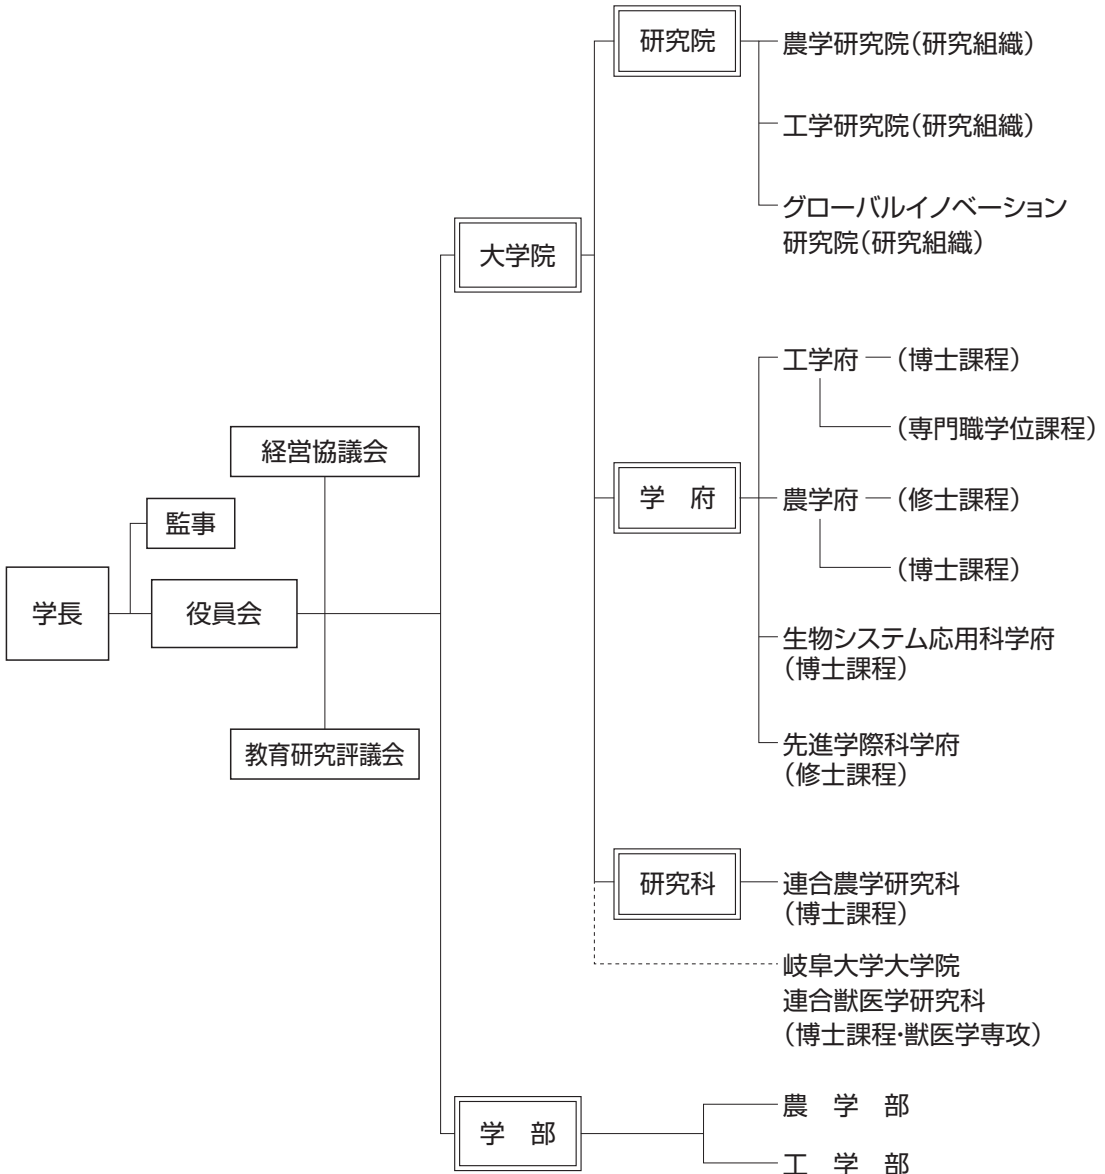 研究院
農学研究院(研究組織)
工学研究院(研究組織)
グローバルイノベーション
研究院(研究組織)
大学院
工学府
(博士課程)
(専門職学位課程)
経営協議会
学 府
農学府
(修士課程)
(博士課程)
監事
学長
役員会
生物システム応用科学府
(博士課程)
教育研究評議会
先進学際科学府
(修士課程)
研究科
連合農学研究科
(博士課程)
岐阜大学大学院
連合獣医学研究科
(博士課程・獣医学専攻)
学 部
農 学 部
工 学 部